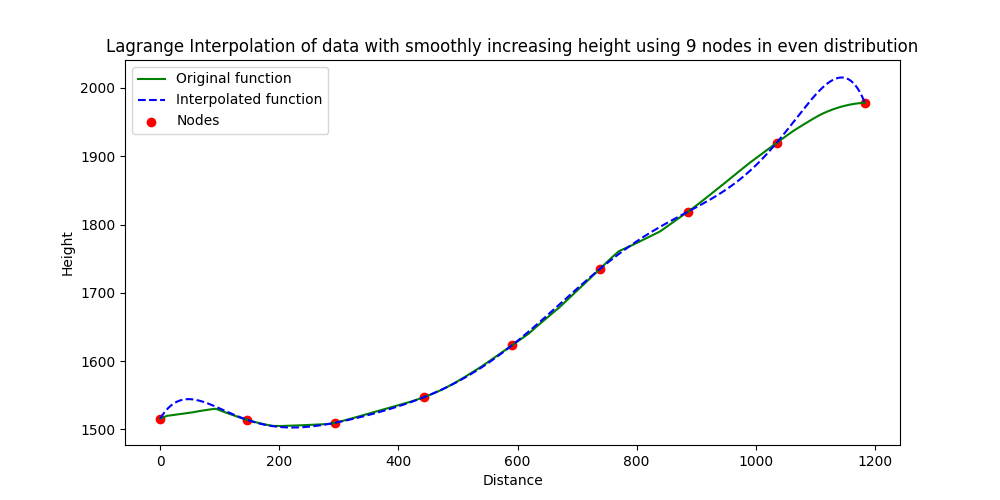 Lagrange Interpolation of data with smoothly increasing height using 9 nodes in even distribution
Original function
Interpolated function
Nodes
2000
1900
1800
1700
1600
1500
Height
0 200 400 600 800 1000 1200
Distance